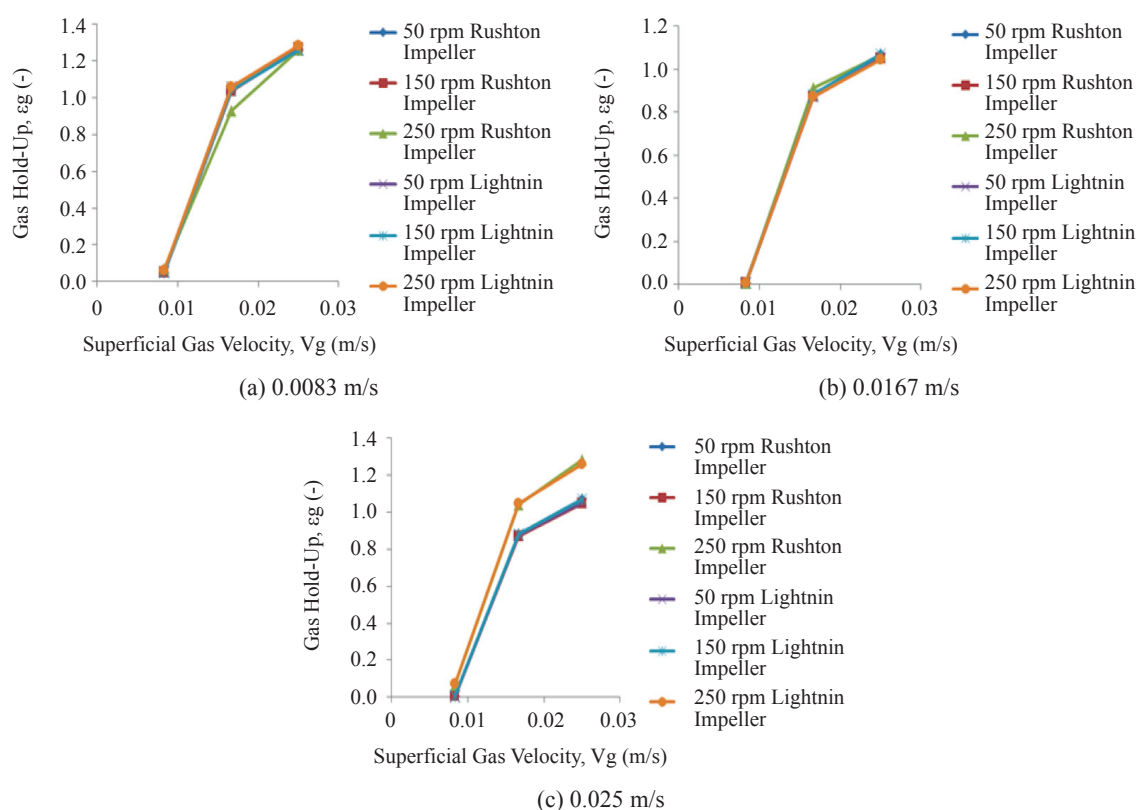 1.4
1.2
1.0
0.8
0.6
0.4
0.2
0.0
Gas Hold-Up, εg (-)
0
0.01
0.02
0.03
Superficial Gas Velocity, Vg (m/s)
50 rpm Rushton
Impeller
150 rpm Rushton
Impeller
250 rpm Rushton
Impeller
50 rpm Lightnin
Impeller
150 rpm Lightnin
Impeller
250 rpm Lightnin
Impeller
(a) 0.0083 m/s
1.2
1.0
0.8
0.6
0.4
0.2
0.0
Gas Hold-Up, εg (-)
0
0.01
0.02
0.03
Superficial Gas Velocity, Vg (m/s)
50 rpm Rushton
Impeller
150 rpm Rushton
Impeller
250 rpm Rushton
Impeller
50 rpm Lightnin
Impeller
150 rpm Lightnin
Impeller
250 rpm Lightnin
Impeller
(b) 0.0167 m/s
1.4
1.2
1.0
0.8
0.6
0.4
0.2
0.0
Gas Hold-Up, εg (-)
0
0.01
0.02
0.03
Superficial Gas Velocity, Vg (m/s)
50 rpm Rushton
Impeller
150 rpm Rushton
Impeller
250 rpm Rushton
Impeller
50 rpm Lightnin
Impeller
150 rpm Lightnin
Impeller
250 rpm Lightnin
Impeller
(c) 0.025 m/s